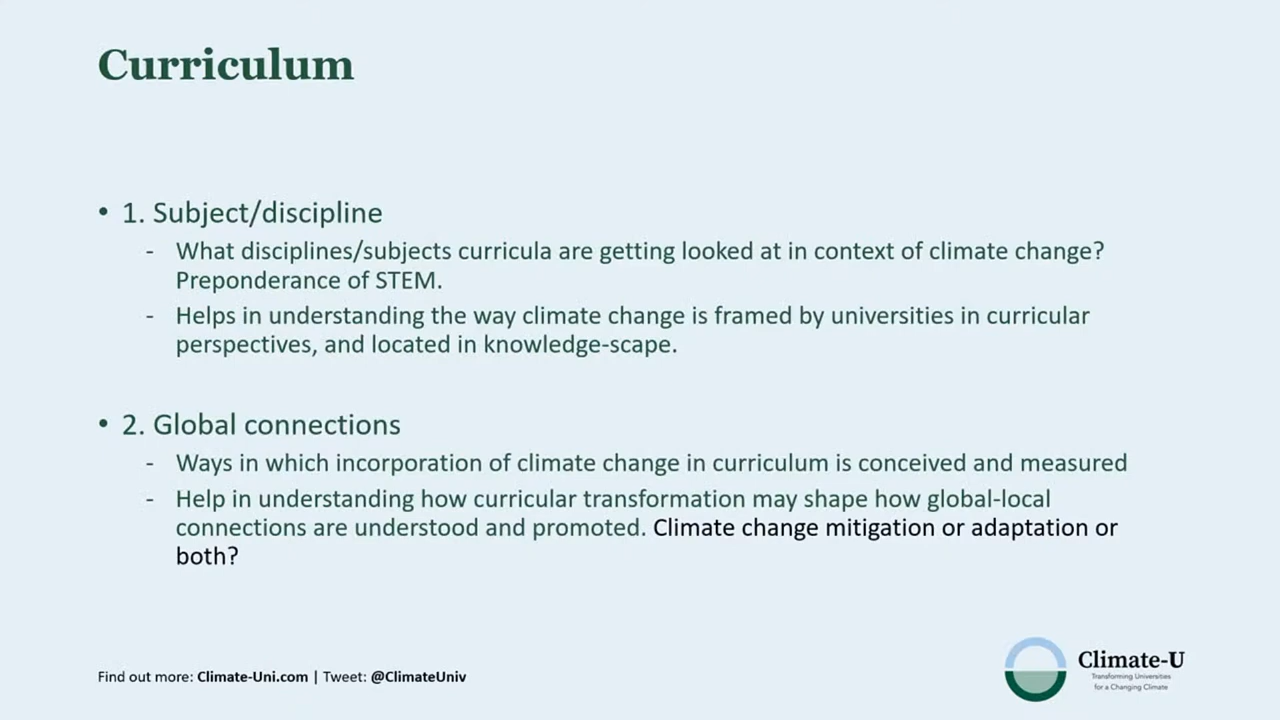 Curriculum
• 1. Subject/discipline
- What disciplines/subjects curricula are getting looked at in context of climate change?
Preponderance of STEM.
- Helps in understanding the way climate change is framed by universities in curricular
perspectives, and located in knowledge-scape.
• 2. Global connections
- Ways in which incorporation of climate change in curriculum is conceived and measured
- Help in understanding how curricular transformation may shape how global-local
connections are understood and promoted. Climate change mitigation or adaptation or
both?
Find out more: Climate-Uni.com | Tweet: @ClimateUniv
Climate-U
Transforming Universities
for a Changing Climate